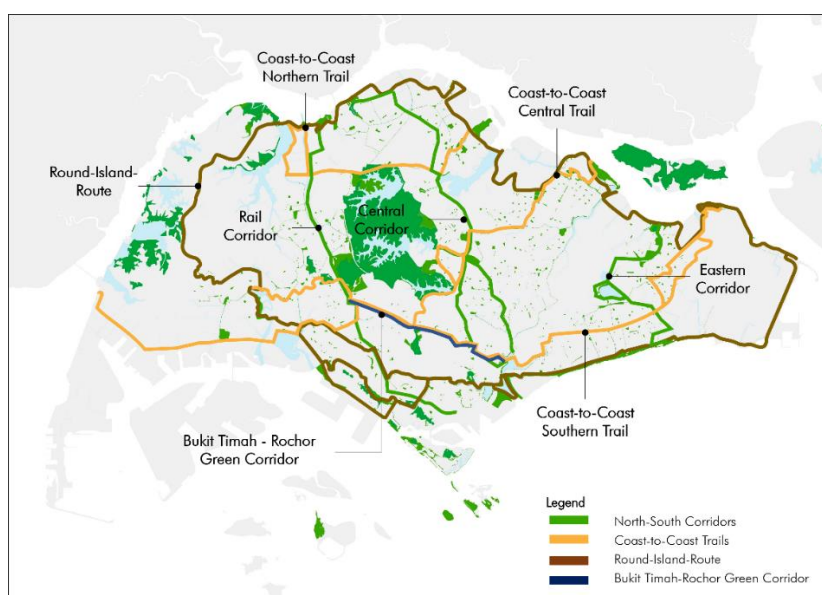 Coast-to-Coast
Northern Trail
Coast-to-Coast
Central Trail
Round-Island-
Route
Rail
Corridor
Central
Corridor
Eastern
Corridor
Coast-to-Coast
Southern Trail
Bukit Timah - Rochor
Green Corridor
Legend
North-South Corridors
Coast-to-Coast Trails
Round-Island-Route
Bukit Timah-Rochor Green Corridor